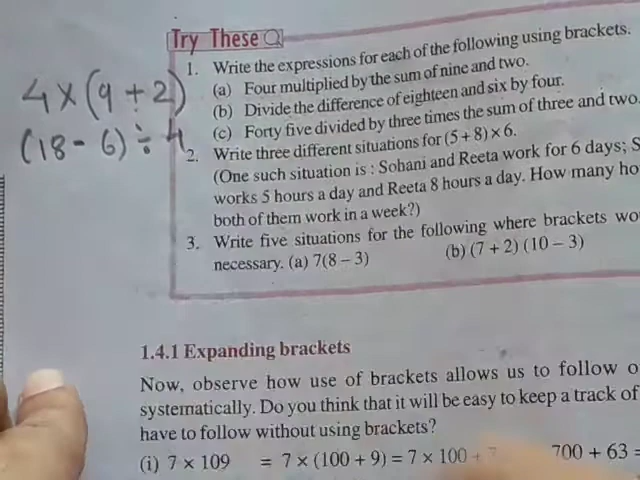 Try These
4 × (9 + 2)
(18 - 6) ÷ 4
1. Write the expressions for each of the following using brackets.
(a) Four multiplied by the sum of nine and two.
(b) Divide the difference of eighteen and six by four.
(c) Forty five divided by three times the sum of three and two.
2. Write three different situations for (5 + 8) × 6.
(One such situation is : Sohani and Reeta work for 6 days; S
works 5 hours a day and Reeta 8 hours a day. How many ho
both of them work in a week?)
3. Write five situations for the following where brackets wo
necessary. (a) 7(8 – 3) (b) (7 + 2) (10 – 3)
1.4.1 Expanding brackets
Now, observe how use of brackets allows us to follow o
systematically. Do you think that it will be easy to keep a track of
have to follow without using brackets?
(i) 7 × 109 = 7 × (100 + 9) = 7 × 100 + 7 700 + 63 =